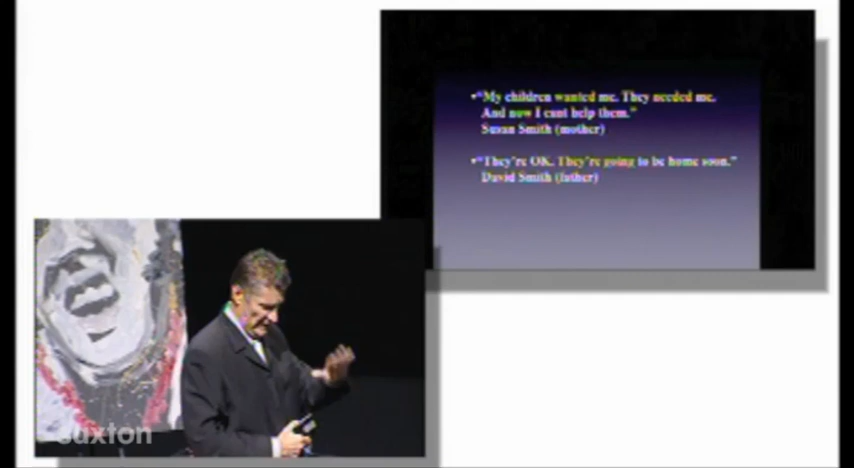 •"My children wanted me. They needed me.
And now I cant help them."
Susan Smith (mother)
•"They're OK. They're going to be home soon."
David Smith (father)
saxton